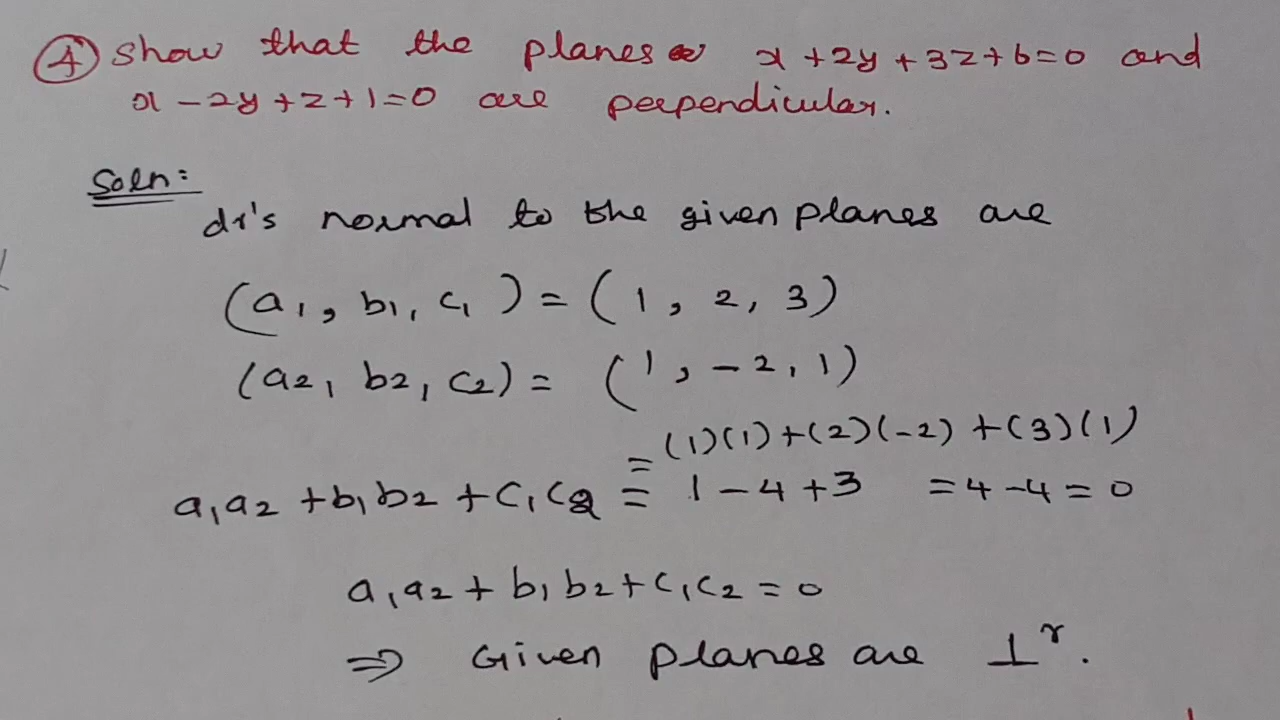 ④ Show that the planes x + 2y + 3z + 6 = 0 and
x - 2y + z + 1 = 0 are perpendicular.
Soln:
dr's normal to the given planes are
(a1, b1, c1) = (1, 2, 3)
(a2, b2, c2) = (1, -2, 1)
= (1)(1) + (2)(-2) + (3)(1)
a1a2 + b1b2 + c1c2 = 1 - 4 + 3 = 4 - 4 = 0
a1a2 + b1b2 + c1c2 = 0
⇒ Given planes are ⊥r.